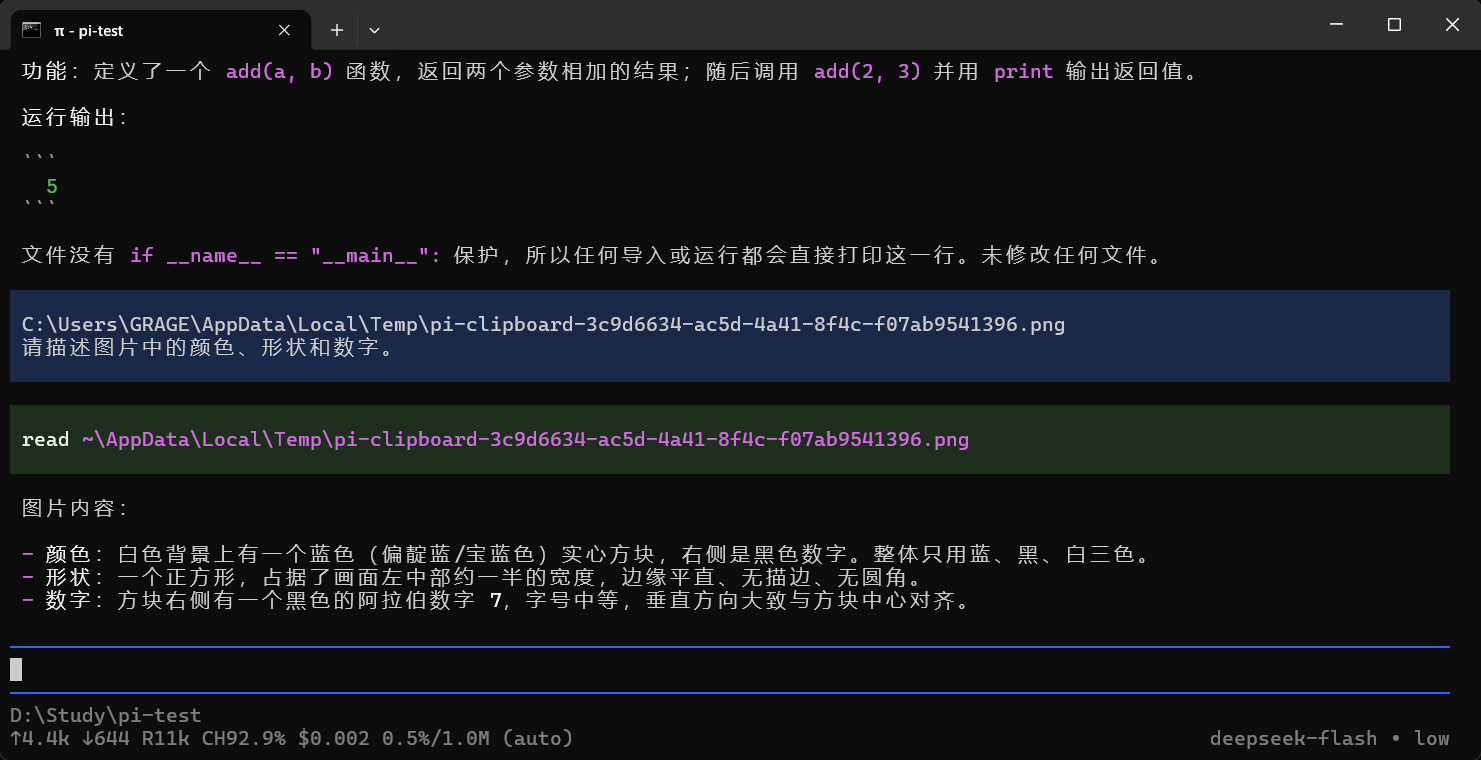 π - pi-test
功能：定义了一个 add(a, b) 函数，返回两个参数相加的结果；随后调用 add(2, 3) 并用 print 输出返回值。
运行输出：
```
5
```
文件没有 if __name__ == "__main__": 保护，所以任何导入或运行都会直接打印这一行。未修改任何文件。
C:\Users\GRAGE\AppData\Local\Temp\pi-clipboard-3c9d6634-ac5d-4a41-8f4c-f07ab9541396.png
请描述图片中的颜色、形状和数字。
read ~\AppData\Local\Temp\pi-clipboard-3c9d6634-ac5d-4a41-8f4c-f07ab9541396.png
图片内容：
- 颜色：白色背景上有一个蓝色（偏靛蓝/宝蓝色）实心方块，右侧是黑色数字。整体只用蓝、黑、白三色。
- 形状：一个正方形，占据了画面左中部约一半的宽度，边缘平直、无描边、无圆角。
- 数字：方块右侧有一个黑色的阿拉伯数字 7，字号中等，垂直方向大致与方块中心对齐。
D:\Study\pi-test
↑4.4k ↓644 R11k CH92.9% $0.002 0.5%/1.0M (auto)
deepseek-flash • low